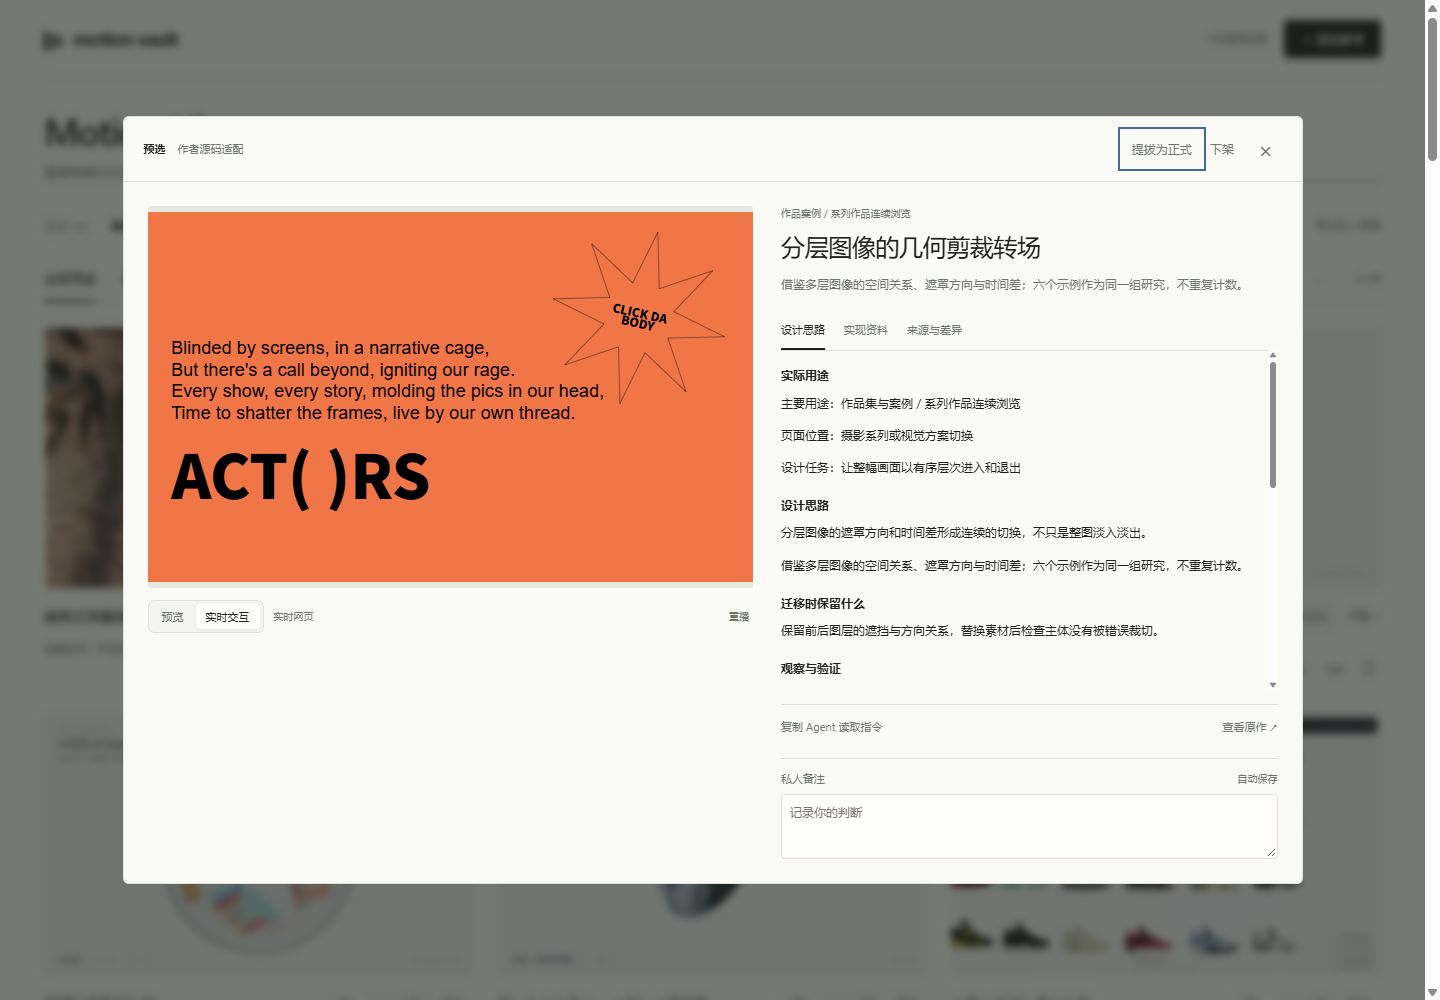 motion vault
预选
作者源码适配
提拔为正式
下架
CLICK DA
BODY
Blinded by screens, in a narrative cage,
But there's a call beyond, igniting our rage.
Every show, every story, molding the pics in our head,
Time to shatter the frames, live by our own thread.
ACT( )RS
预览
实时交互
实时网页
重播
作品案例 / 系列作品连续浏览
分层图像的几何剪裁转场
借鉴多层图像的空间关系、遮罩方向与时间差；六个示例作为同一组研究，不重复计数。
设计思路
实现资料
来源与差异
实际用途
主要用途：作品集与案例 / 系列作品连续浏览
页面位置：摄影系列或视觉方案切换
设计任务：让整幅画面以有序层次进入和退出
设计思路
分层图像的遮罩方向和时间差形成连续的切换，不只是整图淡入淡出。
借鉴多层图像的空间关系、遮罩方向与时间差；六个示例作为同一组研究，不重复计数。
迁移时保留什么
保留前后图层的遮挡与方向关系，替换素材后检查主体没有被错误裁切。
观察与验证
复制 Agent 读取指令
查看原作 ↗
私人备注
自动保存
记录你的判断